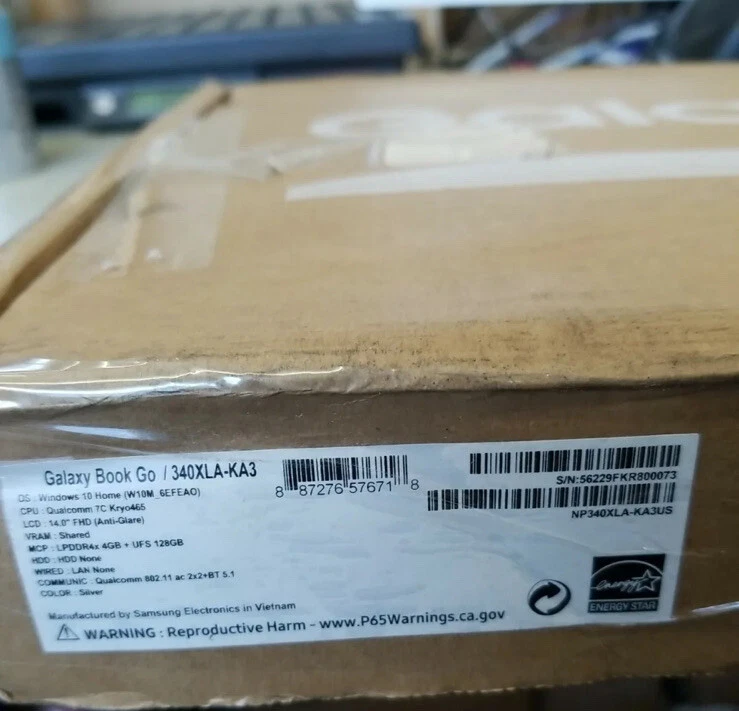 Galaxy Book Go / 340XLA-KA3
OS : Windows 10 Home (W10M_6EFEAO)
CPU : Qualcomm 7C Kryo465
LCD : 14.0" FHD (Anti-Glare)
VRAM : Shared
MCP : LPDDR4x 4GB + UFS 128GB
HDD : HDD None
WIRED : LAN None
COMMUNIC : Qualcomm 802.11 ac 2x2+BT 5.1
COLOR : Silver
8 87276 57671 8
S/N:56229FKR800073
NP340XLA-KA3US
Manufactured by Samsung Electronics in Vietnam
WARNING : Reproductive Harm - www.P65Warnings.ca.gov
energy
ENERGY STAR